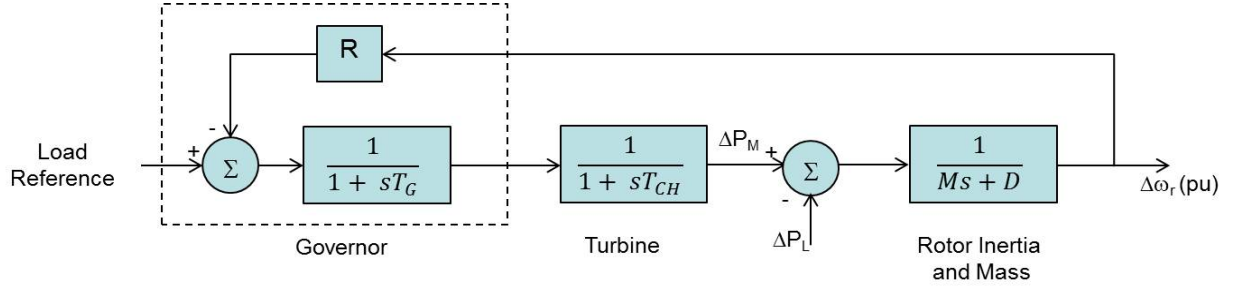 R
-
+
Load
Reference
Σ
1
1 + sT_G
1
1 + sT_CH
ΔP_M
+
Σ
-
ΔP_L
1
Ms + D
Δω_r (pu)
Governor
Turbine
Rotor Inertia
and Mass